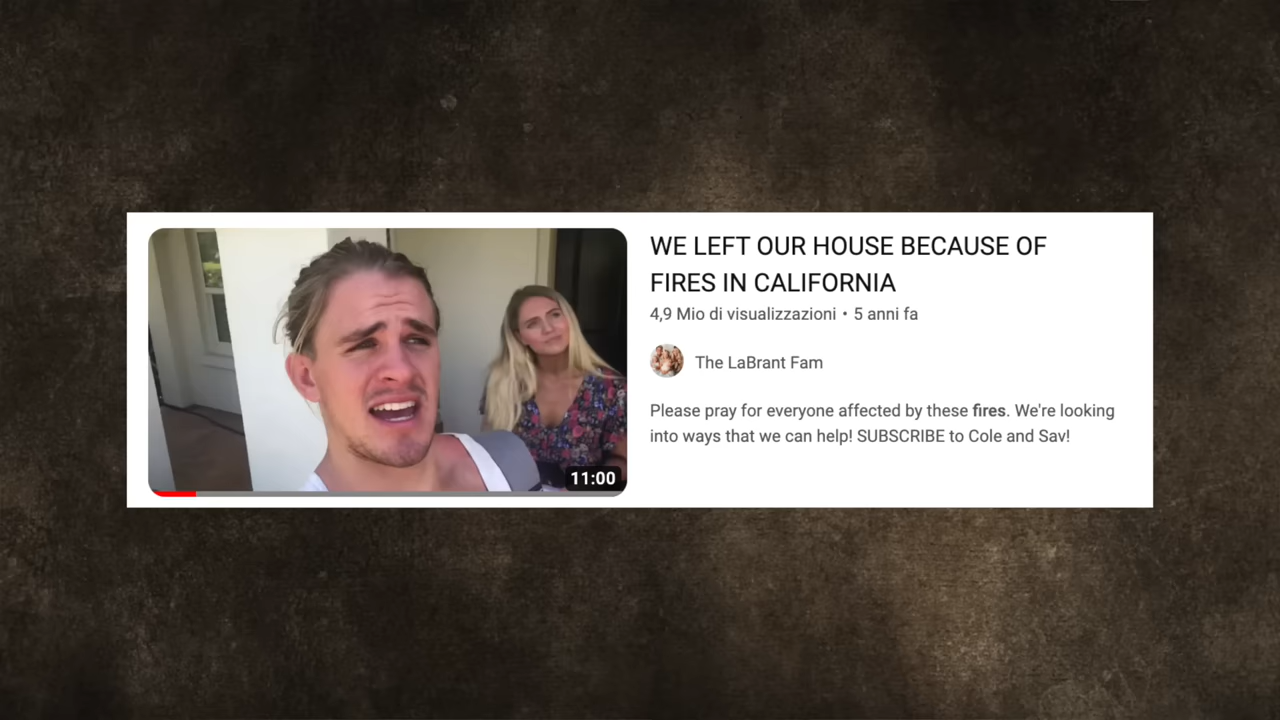 WE LEFT OUR HOUSE BECAUSE OF
FIRES IN CALIFORNIA
4,9 Mio di visualizzazioni • 5 anni fa
The LaBrant Fam
Please pray for everyone affected by these fires. We're looking
into ways that we can help! SUBSCRIBE to Cole and Sav!
11:00